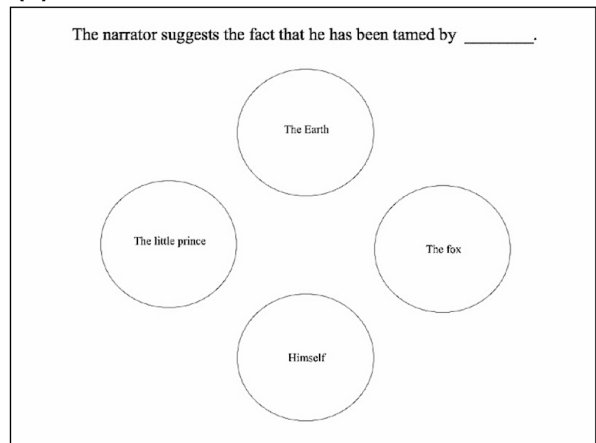 The narrator suggests the fact that he has been tamed by ________.
The Earth
The little prince
The fox
Himself